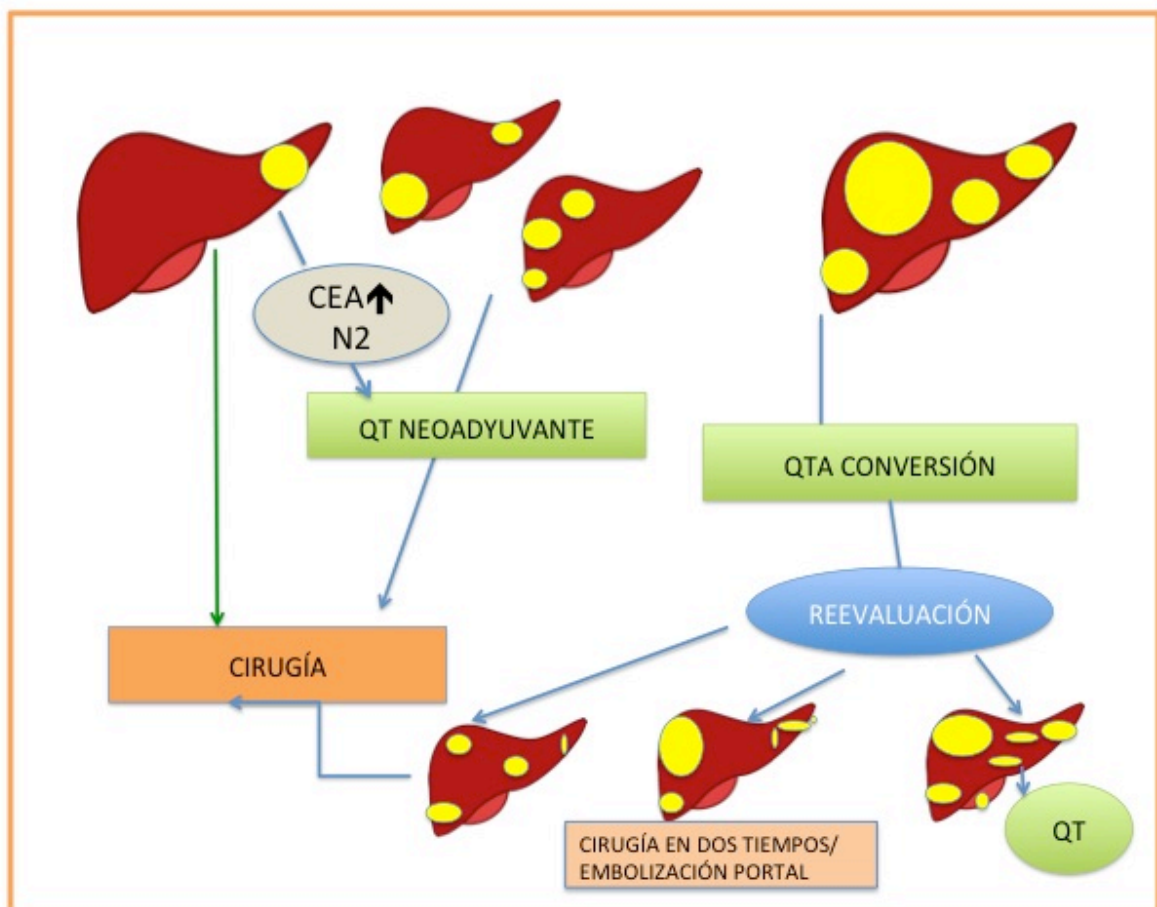 CEA🡅
N2
QT NEOADYUVANTE
QTA CONVERSIÓN
REEVALUACIÓN
CIRUGÍA
CIRUGÍA EN DOS TIEMPOS/
EMBOLIZACIÓN PORTAL
QT